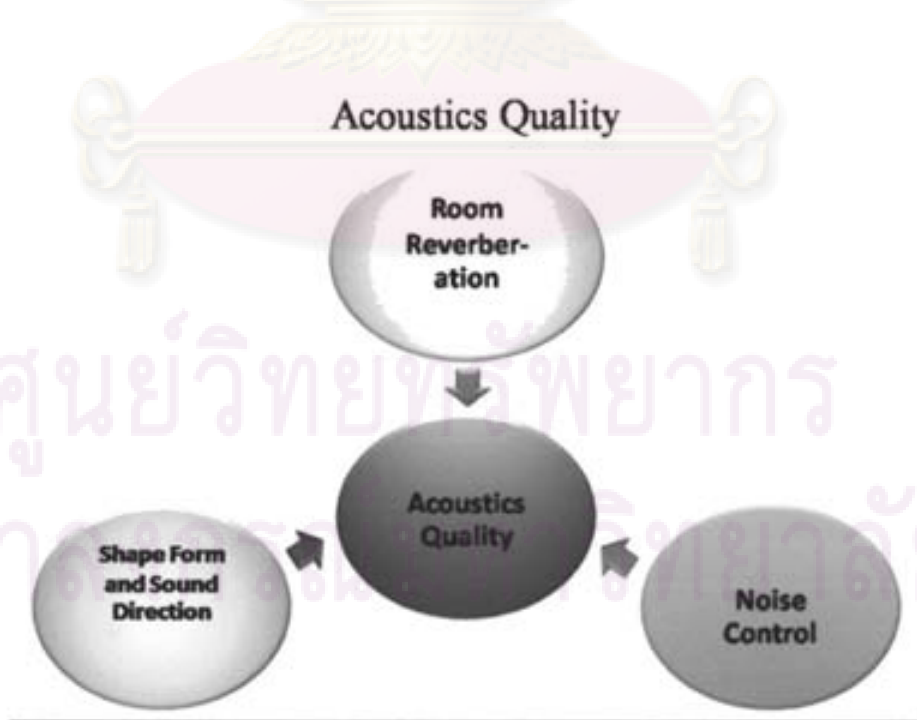 Acoustics Quality
Room
Reverber-
ation
ศูนย์วิทยทรัพยากร
Acoustics
Quality
Shape Form
and Sound
Direction
Noise
Control